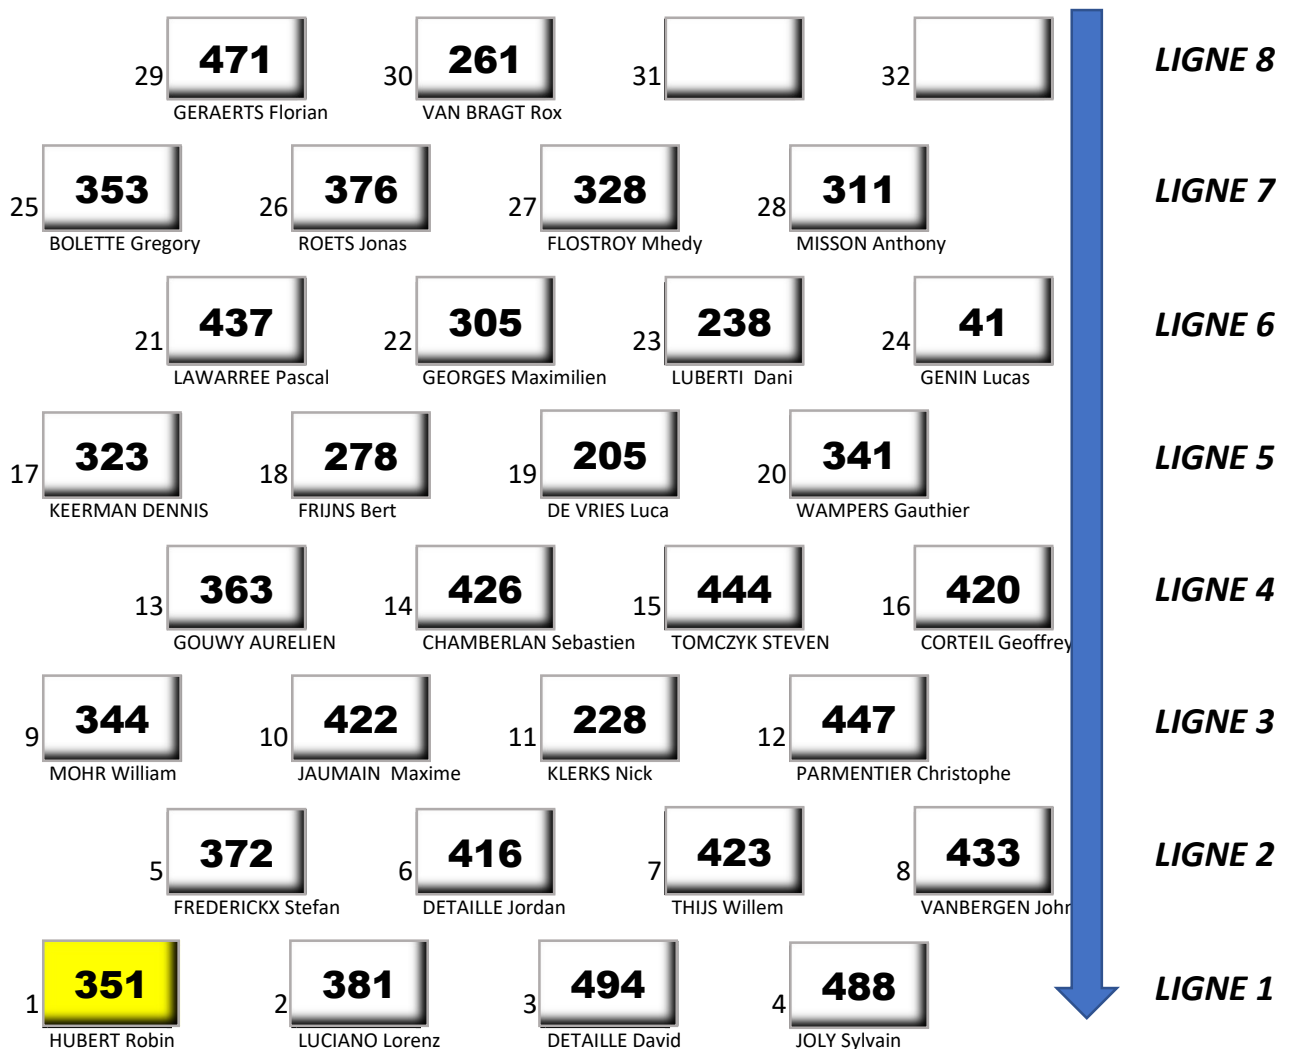 29 471 30 261 31 32 LIGNE 8
GERAERTS Florian VAN BRAGT Rox
25 353 26 376 27 328 28 311 LIGNE 7
BOLETTE Gregory ROETS Jonas FLOSTROY Mhedy MISSON Anthony
21 437 22 305 23 238 24 41 LIGNE 6
LAWARREE Pascal GEORGES Maximilien LUBERTI Dani GENIN Lucas
17 323 18 278 19 205 20 341 LIGNE 5
KEERMAN DENNIS FRIJNS Bert DE VRIES Luca WAMPERS Gauthier
13 363 14 426 15 444 16 420 LIGNE 4
GOUWY AURELIEN CHAMBERLAN Sebastien TOMCZYK STEVEN CORTEIL Geoffrey
9 344 10 422 11 228 12 447 LIGNE 3
MOHR William JAUMAIN Maxime KLERKS Nick PARMENTIER Christophe
5 372 6 416 7 423 8 433 LIGNE 2
FREDERICKX Stefan DETAILLE Jordan THIJS Willem VANBERGEN John
1 351 2 381 3 494 4 488 LIGNE 1
HUBERT Robin LUCIANO Lorenz DETAILLE David JOLY Sylvain